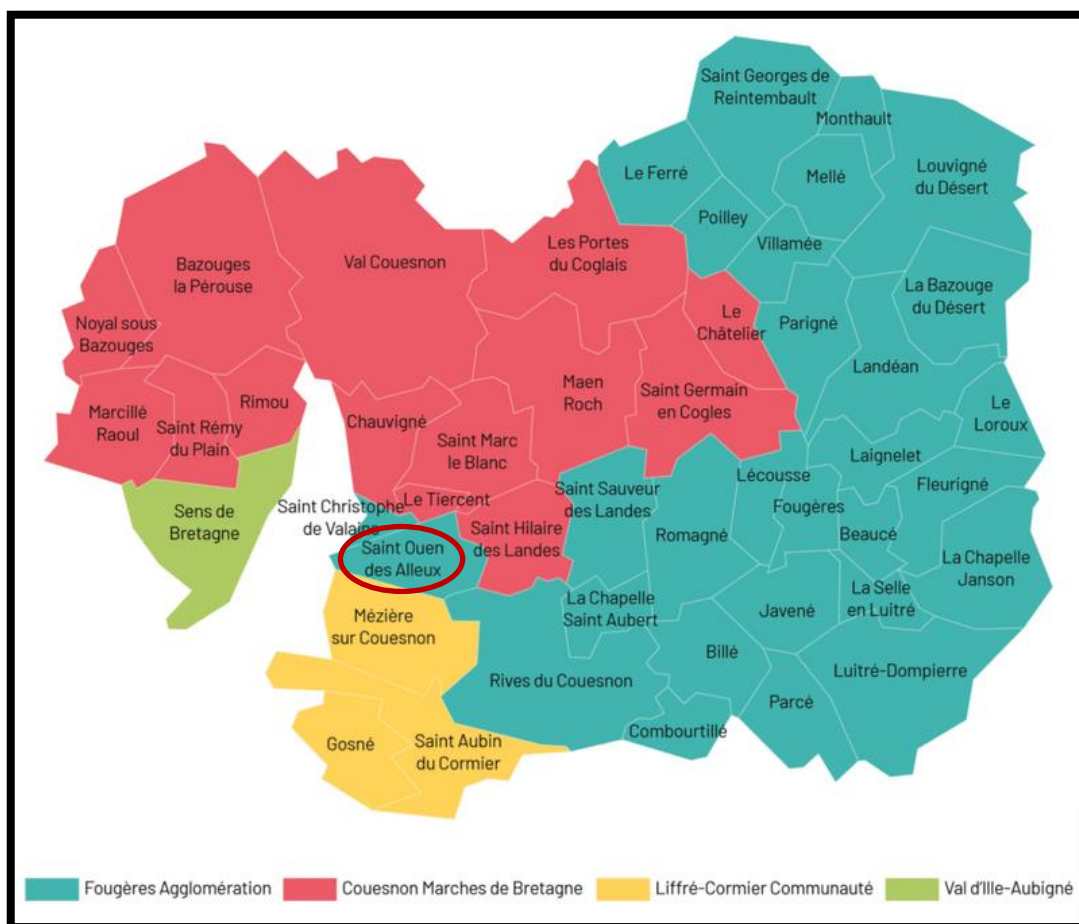 Saint Georges de
Reintembault
Monthault
Le Ferré
Mellé
Louvigné
du Désert
Poilley
Villamée
Les Portes
du Coglais
Val Couesnon
Bazouges
la Pérouse
La Bazouge
du Désert
Noyal sous
Bazouges
Le
Châtelier
Parigné
Landéan
Maen
Roch
Saint Germain
en Cogles
Rimou
Marcillé
Raoul
Saint Rémy
du Plain
Chauvigné
Saint Marc
le Blanc
Le
Loroux
Laignelet
Lécousse
Fleurigné
Saint Sauveur
des Landes
Le Tiercent
Saint Christophe
de Valains
Sens de
Bretagne
Saint Hilaire
des Landes
Fougères
Romagné
Beaucé
Saint Ouen
des Alleux
La Chapelle
Janson
La Chapelle
Saint Aubert
La Selle
en Luitré
Javené
Mézière
sur Couesnon
Billé
Luitré-Dompierre
Rives du Couesnon
Parcé
Combourtillé
Gosné
Saint Aubin
du Cormier
Fougères Agglomération
Couesnon Marches de Bretagne
Liffré-Cormier Communauté
Val d'Ille-Aubigné